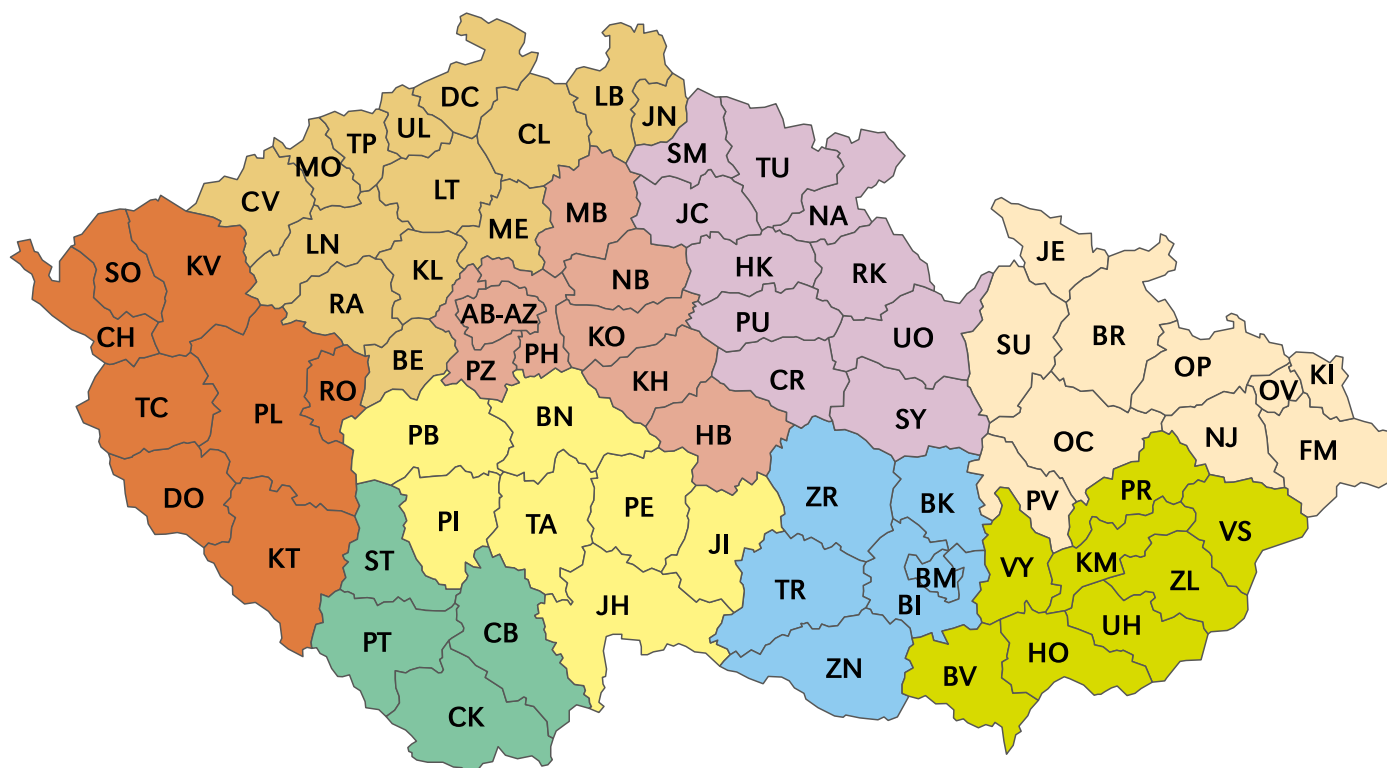 DC
LB
JN
UL
CL
TP
MO
SM
TU
CV
LT
ME
MB
JC
NA
LN
KL
SO
KV
NB
HK
RK
JE
RA
AB-AZ
KO
PU
UO
SU
BR
CH
BE
PZ
PH
KH
CR
OP
OV
KI
TC
PL
RO
PB
BN
HB
SY
OC
NJ
FM
DO
PI
TA
PE
ZR
BK
PV
PR
VS
KT
ST
JI
TR
BM
BI
VY
KM
ZL
PT
CB
JH
UH
HO
ZN
BV
CK